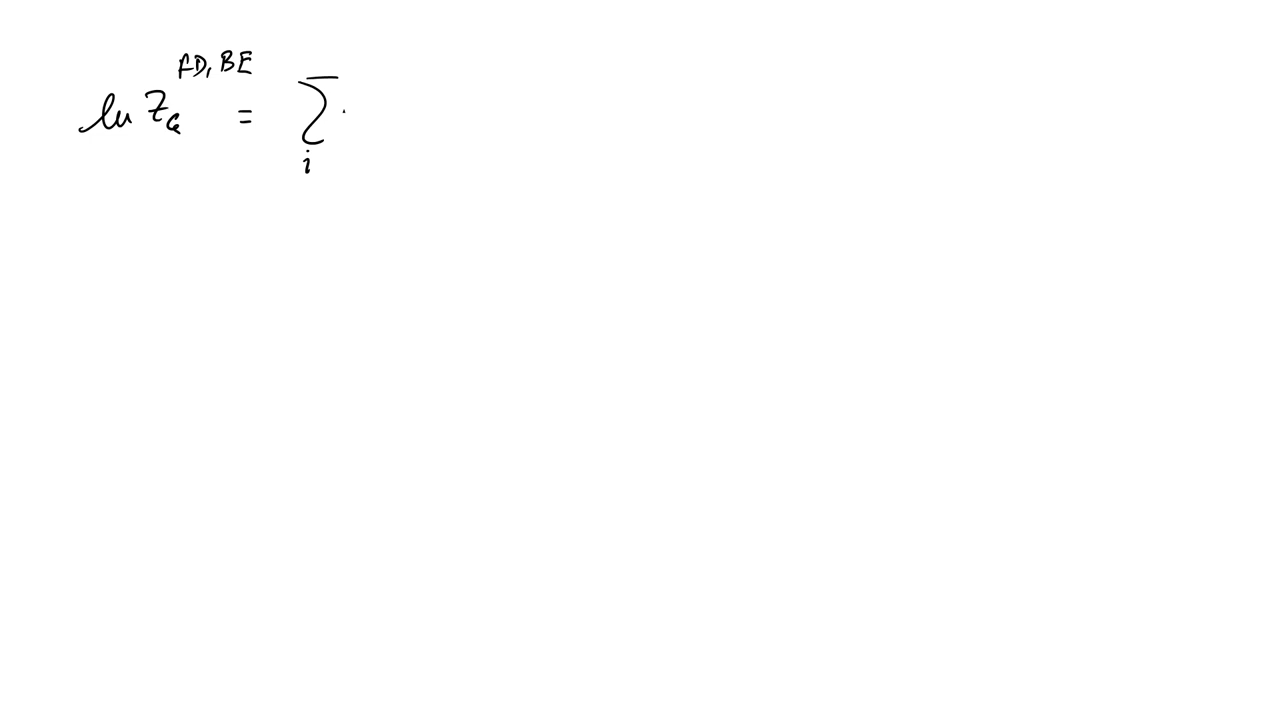 ln Z_G^{FD, BE} = ∑_i .